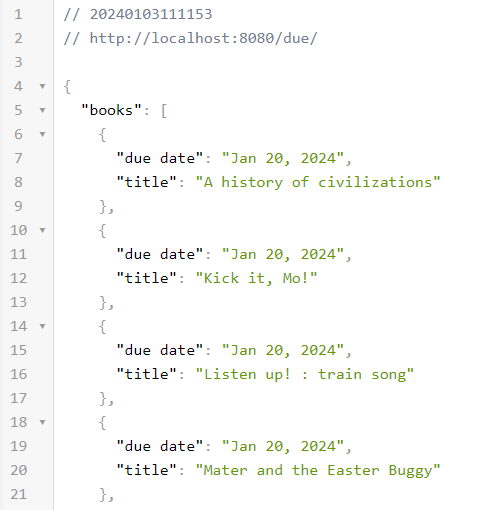 1 // 20240103111153
2 // http://localhost:8080/due/
3
4 {
5 "books": [
6 {
7 "due date": "Jan 20, 2024",
8 "title": "A history of civilizations"
9 },
10 {
11 "due date": "Jan 20, 2024",
12 "title": "Kick it, Mo!"
13 },
14 {
15 "due date": "Jan 20, 2024",
16 "title": "Listen up! : train song"
17 },
18 {
19 "due date": "Jan 20, 2024",
20 "title": "Mater and the Easter Buggy"
21 },